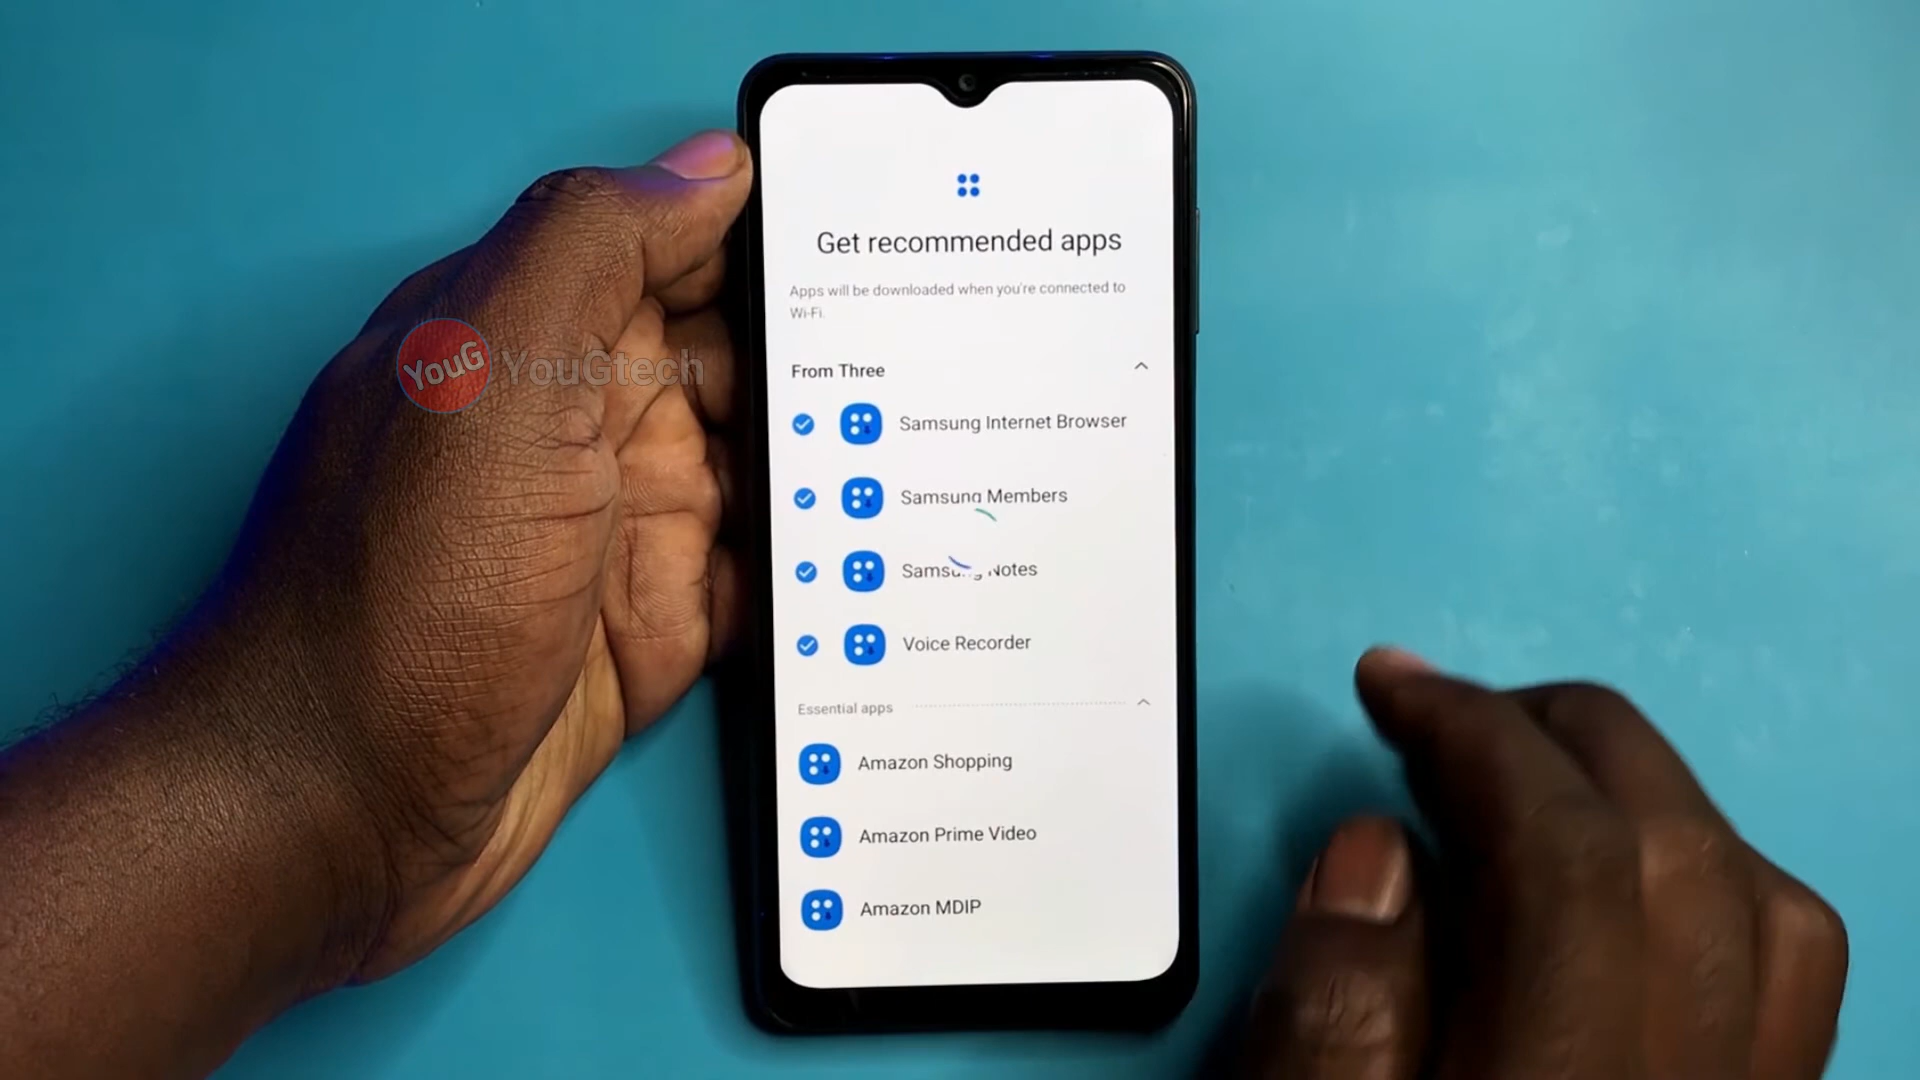 Get recommended apps
Apps will be downloaded when you're connected to
Wi-Fi.
YouG YouGtech
From Three
Samsung Internet Browser
Samsung Members
Samsung Notes
Voice Recorder
Essential apps
Amazon Shopping
Amazon Prime Video
Amazon MDIP